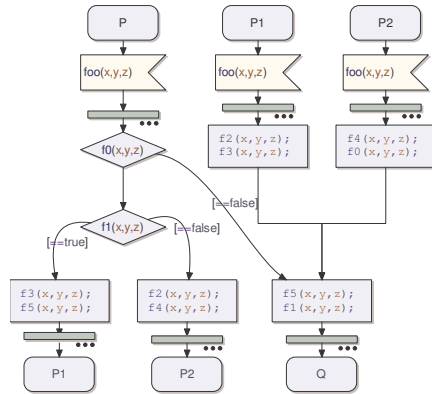 P
P1
P2
foo(x,y,z)
foo(x,y,z)
foo(x,y,z)
f0(x,y,z)
f2(x,y,z);
f3(x,y,z);
f4(x,y,z);
f0(x,y,z);
[==false]
f1(x,y,z)
[==true]
[==false]
f3(x,y,z);
f5(x,y,z);
f2(x,y,z);
f4(x,y,z);
f5(x,y,z);
f1(x,y,z);
P1
P2
Q